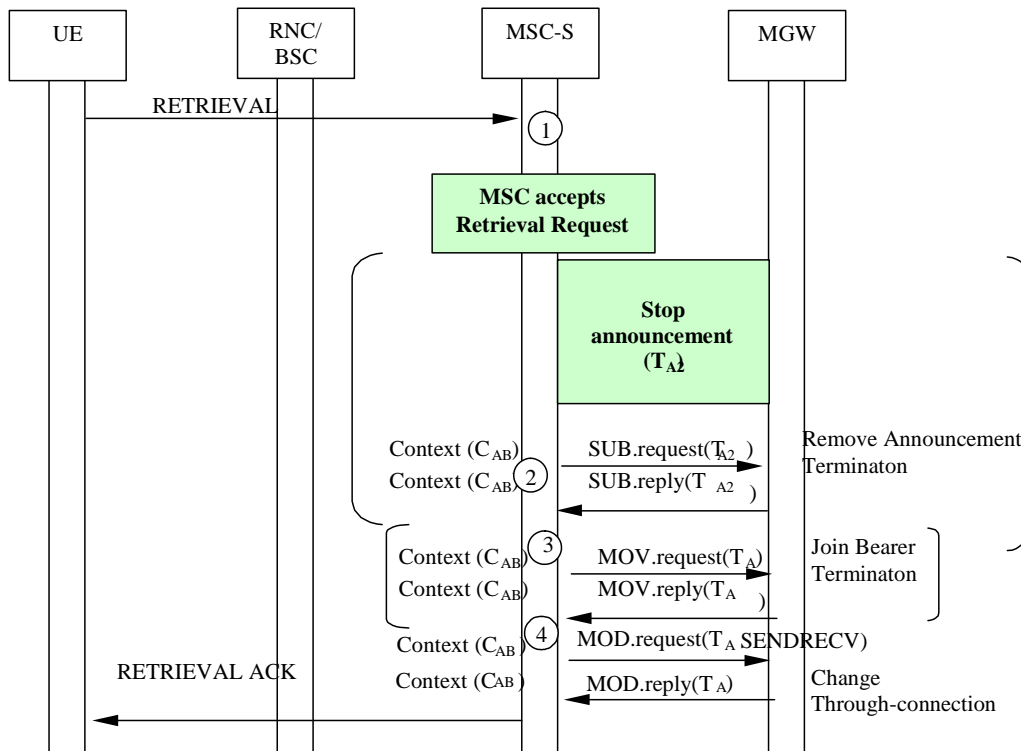 UE
RNC/
BSC
MSC-S
MGW
RETRIEVAL
1
MSC accepts
Retrieval Request
Stop
announcement
(TA2)
Context (CAB)
SUB.request(TA2)
Remove Announcement
Terminaton
2
Context (CAB)
SUB.reply(TA2)
3
Context (CAB)
MOV.request(TA)
Join Bearer
Terminaton
Context (CAB)
MOV.reply(TA)
4
Context (CAB)
MOD.request(TA SENDRECV)
RETRIEVAL ACK
Context (CAB)
MOD.reply(TA)
Change
Through-connection